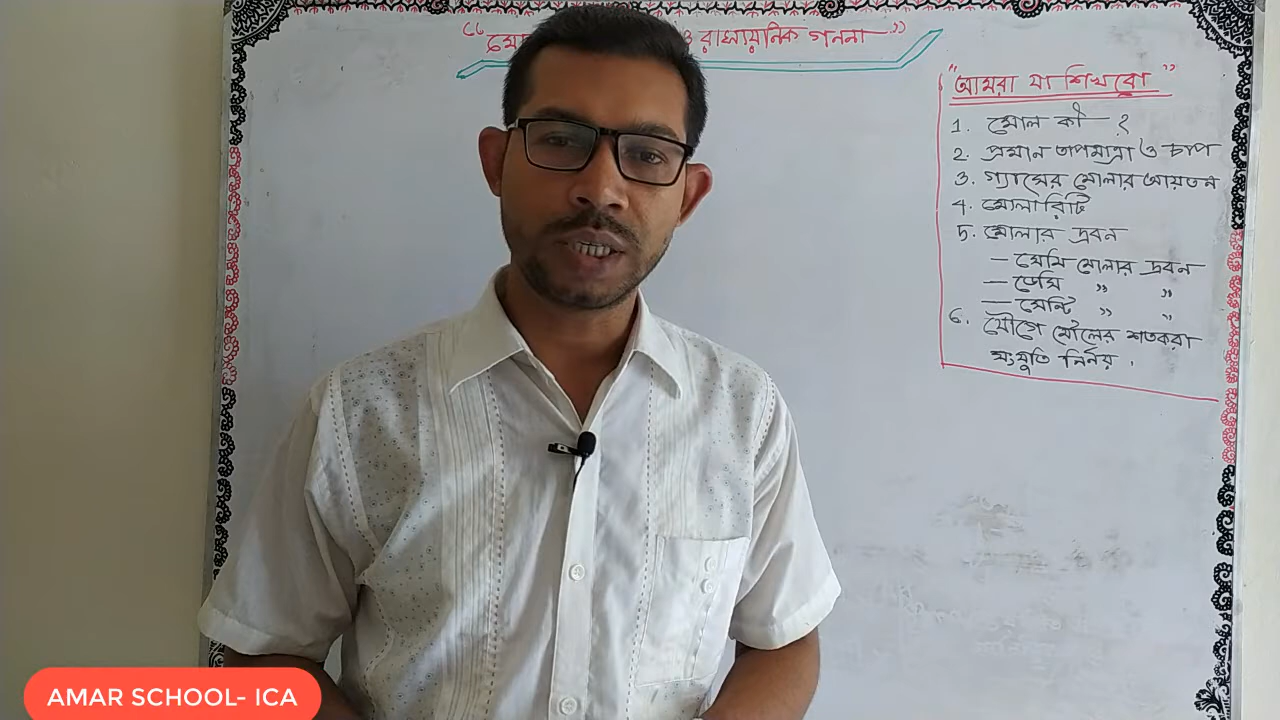 “ মো ও রাসায়নিক গননা ”
“আমরা যা শিখবো”
1. মোল কী ?
2. প্রমান তাপমাত্রা ও চাপ
3. গ্যাসের মোলার আয়তন
4. মোলারিটি
5. মোলার দ্রবন
— সেমি মোলার দ্রবন
— ডেসি ” ”
— সেন্টি ” ”
6. যৌগে মৌলের শতকরা
সংযুতি নির্নয় .
AMAR SCHOOL- ICA